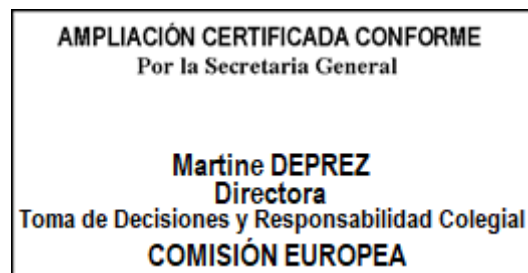 AMPLIACIÓN CERTIFICADA CONFORME
Por la Secretaria General
Martine DEPREZ
Directora
Toma de Decisiones y Responsabilidad Colegial
COMISIÓN EUROPEA